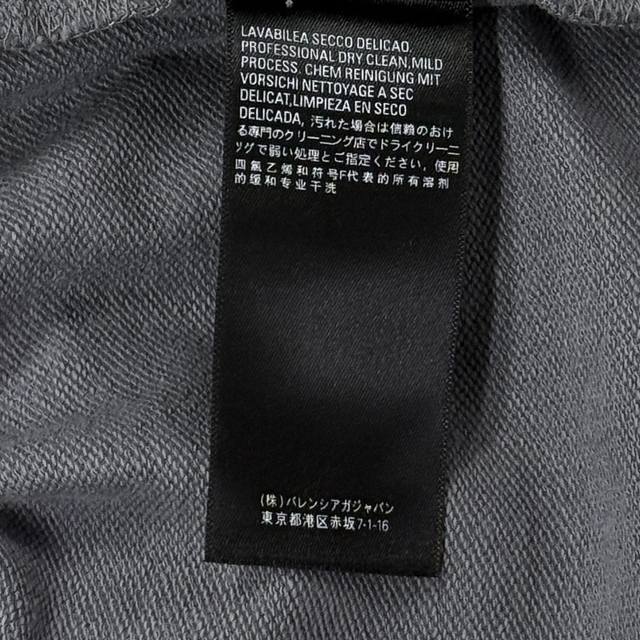 LAVABILEA SECCO DELICAO,
PROFESSIONAL DRY CLEAN,MILD
PROCESS. CHEM REINIGUNG MIT
VORSICHI NETTOYAGE A SEC
DELICAT,LIMPIEZA EN SECO
DELICADA, 汚れた場合は信頼のおけ
る専門のクリーニング店でドライクリーニ
ッグで弱い処理とご指定ください, 使用
四氯乙烯和符号F代表的所有溶剂
的缓和专业干洗
(株)バレンシアガジャパン
東京都港区赤坂7-1-16